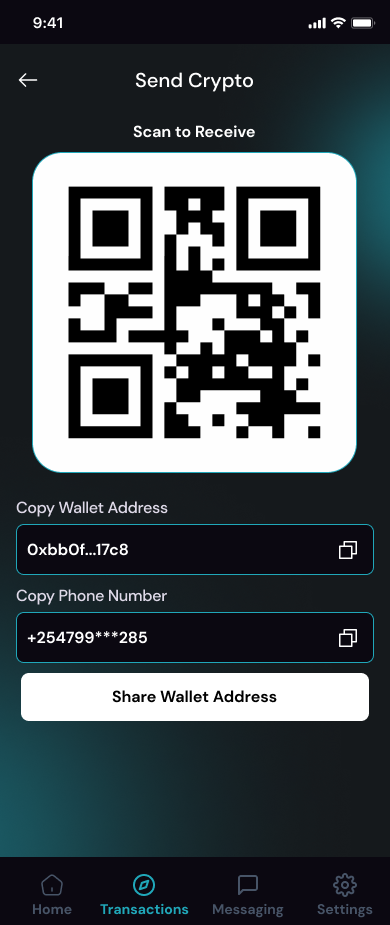 9:41
Send Crypto
Scan to Receive
Copy Wallet Address
0xbb0f...17c8
Copy Phone Number
+254799***285
Share Wallet Address
Home Transactions Messaging Settings